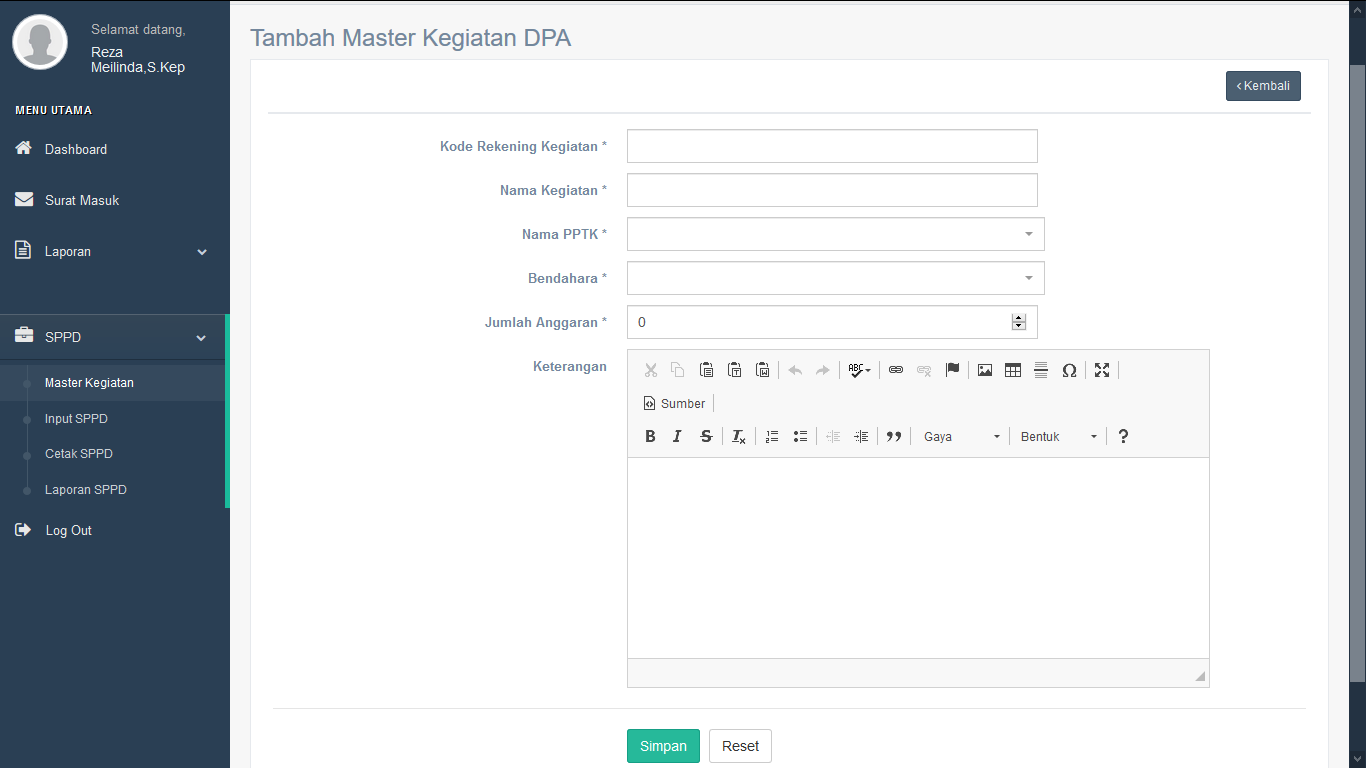 Selamat datang,
Reza
Meilinda,S.Kep
MENU UTAMA
Dashboard
Surat Masuk
Laporan
SPPD
Master Kegiatan
Input SPPD
Cetak SPPD
Laporan SPPD
Log Out
Tambah Master Kegiatan DPA
Kembali
Kode Rekening Kegiatan *
Nama Kegiatan *
Nama PPTK *
Bendahara *
Jumlah Anggaran * 0
Keterangan
ABC
Sumber
B I S Tx Gaya Bentuk ?
Simpan Reset